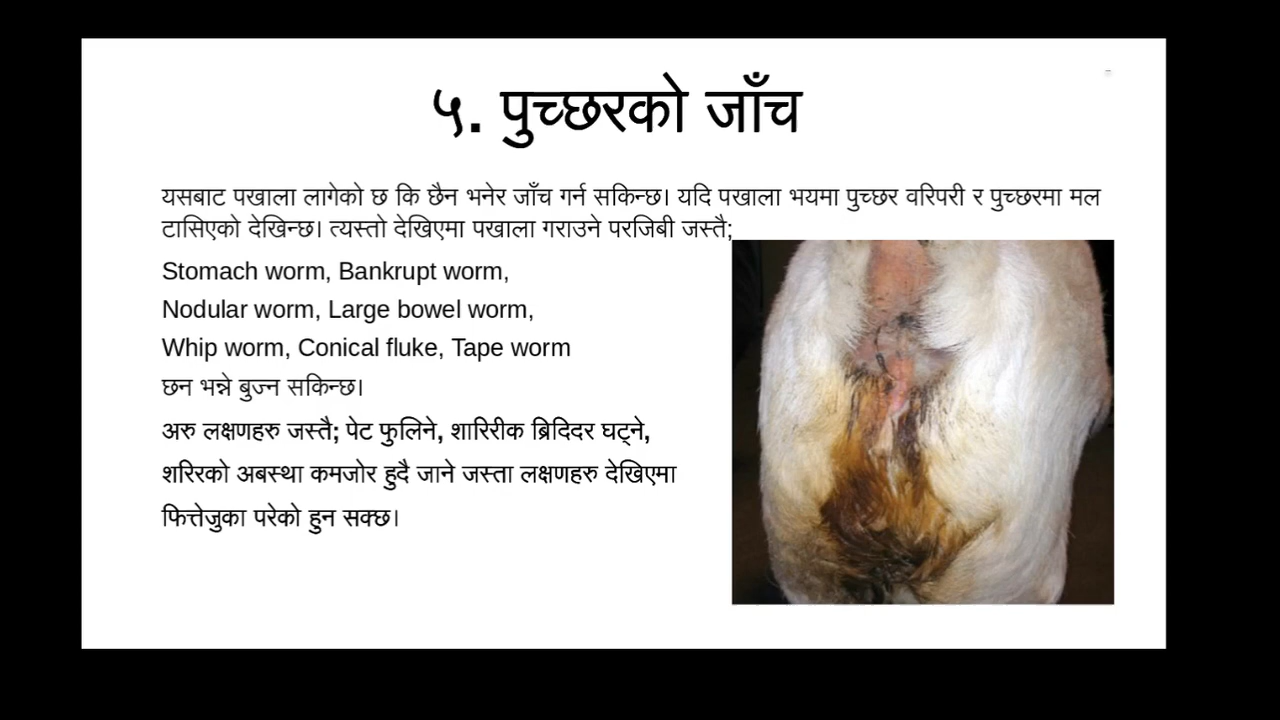 ५. पुच्छरको जाँच
यसबाट पखाला लागेको छ कि छैन भनेर जाँच गर्न सकिन्छ। यदि पखाला भयमा पुच्छर वरिपरी र पुच्छरमा मल
टासिएको देखिन्छ। त्यस्तो देखिएमा पखाला गराउने परजिबी जस्तै;
Stomach worm, Bankrupt worm,
Nodular worm, Large bowel worm,
Whip worm, Conical fluke, Tape worm
छन भन्ने बुज्न सकिन्छ।
अरु लक्षणहरु जस्तै; पेट फुलिने, शारिरीक ब्रिदिदर घट्ने,
शरिरको अबस्था कमजोर हुदै जाने जस्ता लक्षणहरु देखिएमा
फित्तेजुका परेको हुन सक्छ।